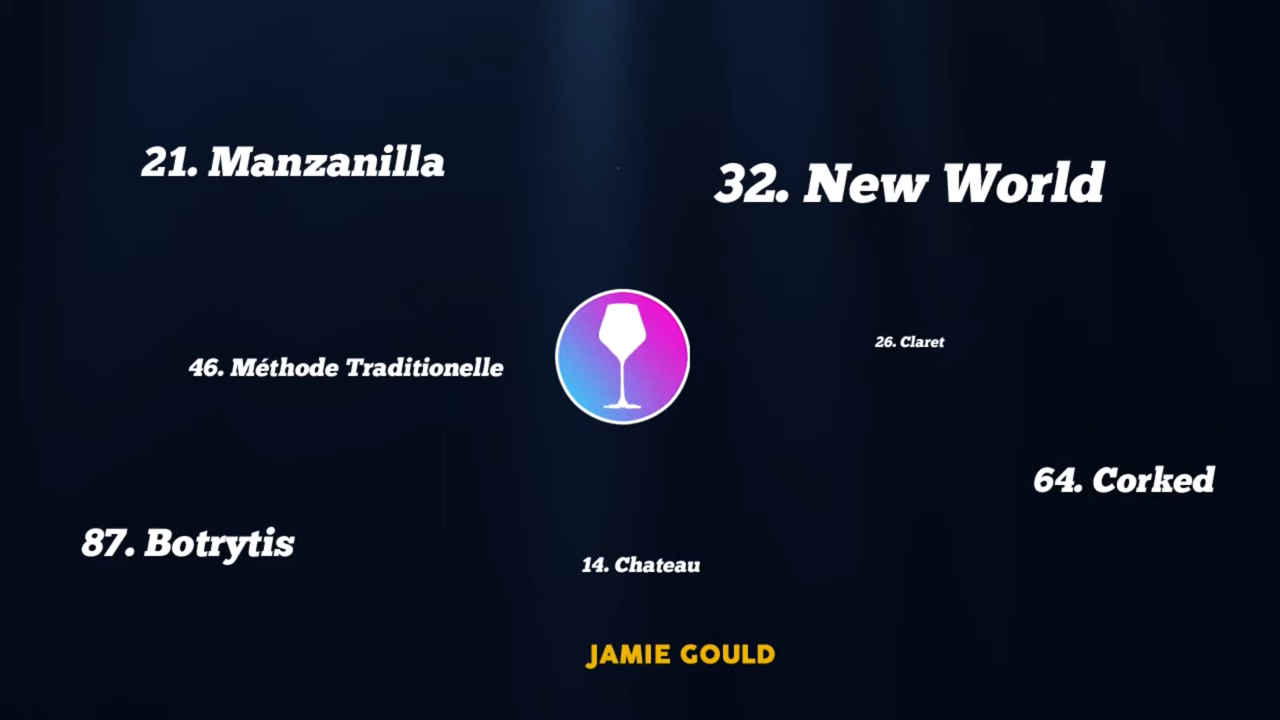 21. Manzanilla
32. New World
26. Claret
46. Méthode Traditionelle
64. Corked
87. Botrytis
14. Chateau
JAMIE GOULD